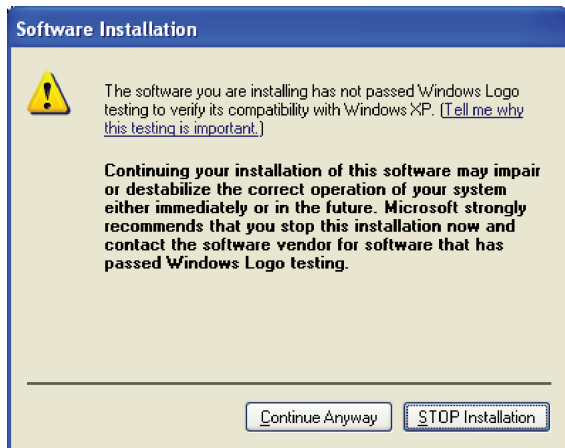 Software Installation
The software you are installing has not passed Windows Logo
testing to verify its compatibility with Windows XP. (Tell me why
this testing is important.)
Continuing your installation of this software may impair
or destabilize the correct operation of your system
either immediately or in the future. Microsoft strongly
recommends that you stop this installation now and
contact the software vendor for software that has
passed Windows Logo testing.
Continue Anyway
STOP Installation